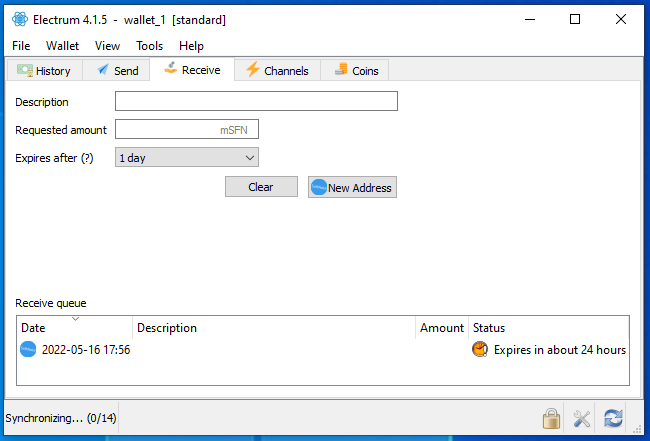 Electrum 4.1.5 - wallet_1 [standard]
File Wallet View Tools Help
History Send Receive Channels Coins
Description
Requested amount mSFN
Expires after (?) 1 day
Clear New Address
Receive queue
Date Description Amount Status
2022-05-16 17:56 Expires in about 24 hours
Synchronizing... (0/14)